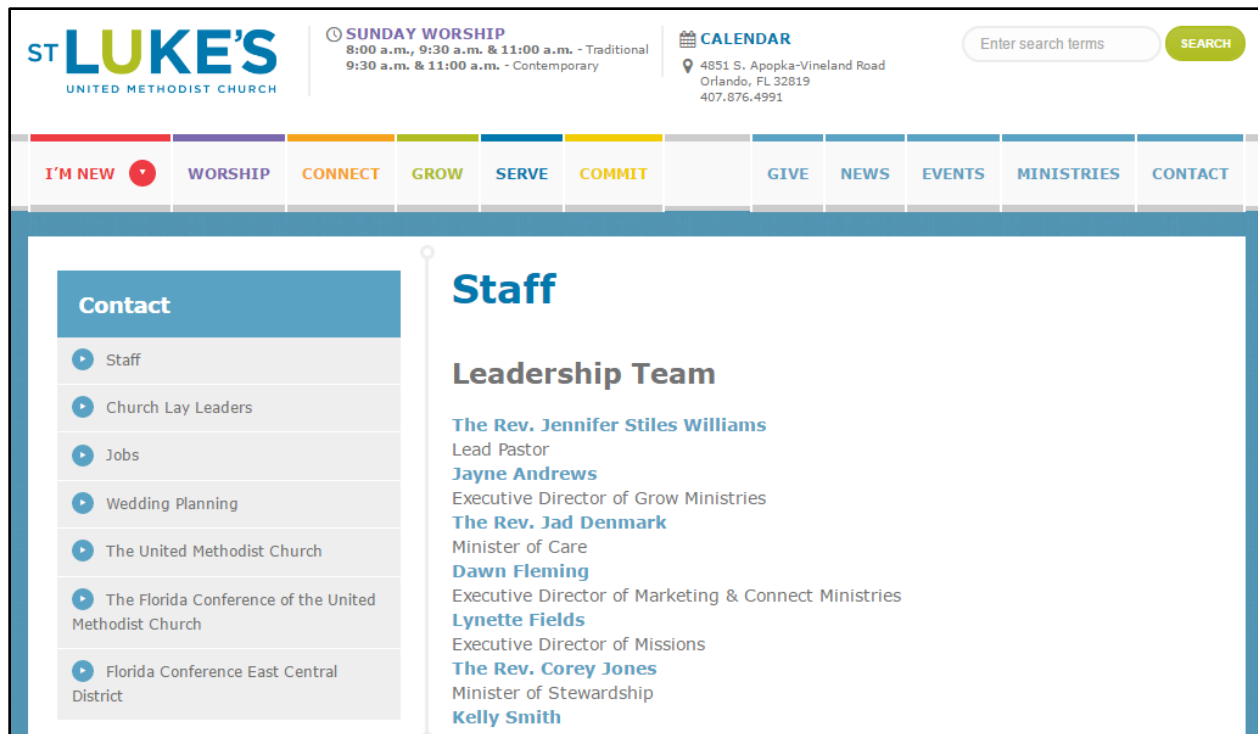 ST LUKE'S
UNITED METHODIST CHURCH
SUNDAY WORSHIP
8:00 a.m., 9:30 a.m. & 11:00 a.m. - Traditional
9:30 a.m. & 11:00 a.m. - Contemporary
CALENDAR
4851 S. Apopka-Vineland Road
Orlando, FL 32819
407.876.4991
Enter search terms
SEARCH
I'M NEW WORSHIP CONNECT GROW SERVE COMMIT GIVE NEWS EVENTS MINISTRIES CONTACT
Contact
Staff
Church Lay Leaders
Jobs
Wedding Planning
The United Methodist Church
The Florida Conference of the United
Methodist Church
Florida Conference East Central
District
Staff
Leadership Team
The Rev. Jennifer Stiles Williams
Lead Pastor
Jayne Andrews
Executive Director of Grow Ministries
The Rev. Jad Denmark
Minister of Care
Dawn Fleming
Executive Director of Marketing & Connect Ministries
Lynette Fields
Executive Director of Missions
The Rev. Corey Jones
Minister of Stewardship
Kelly Smith